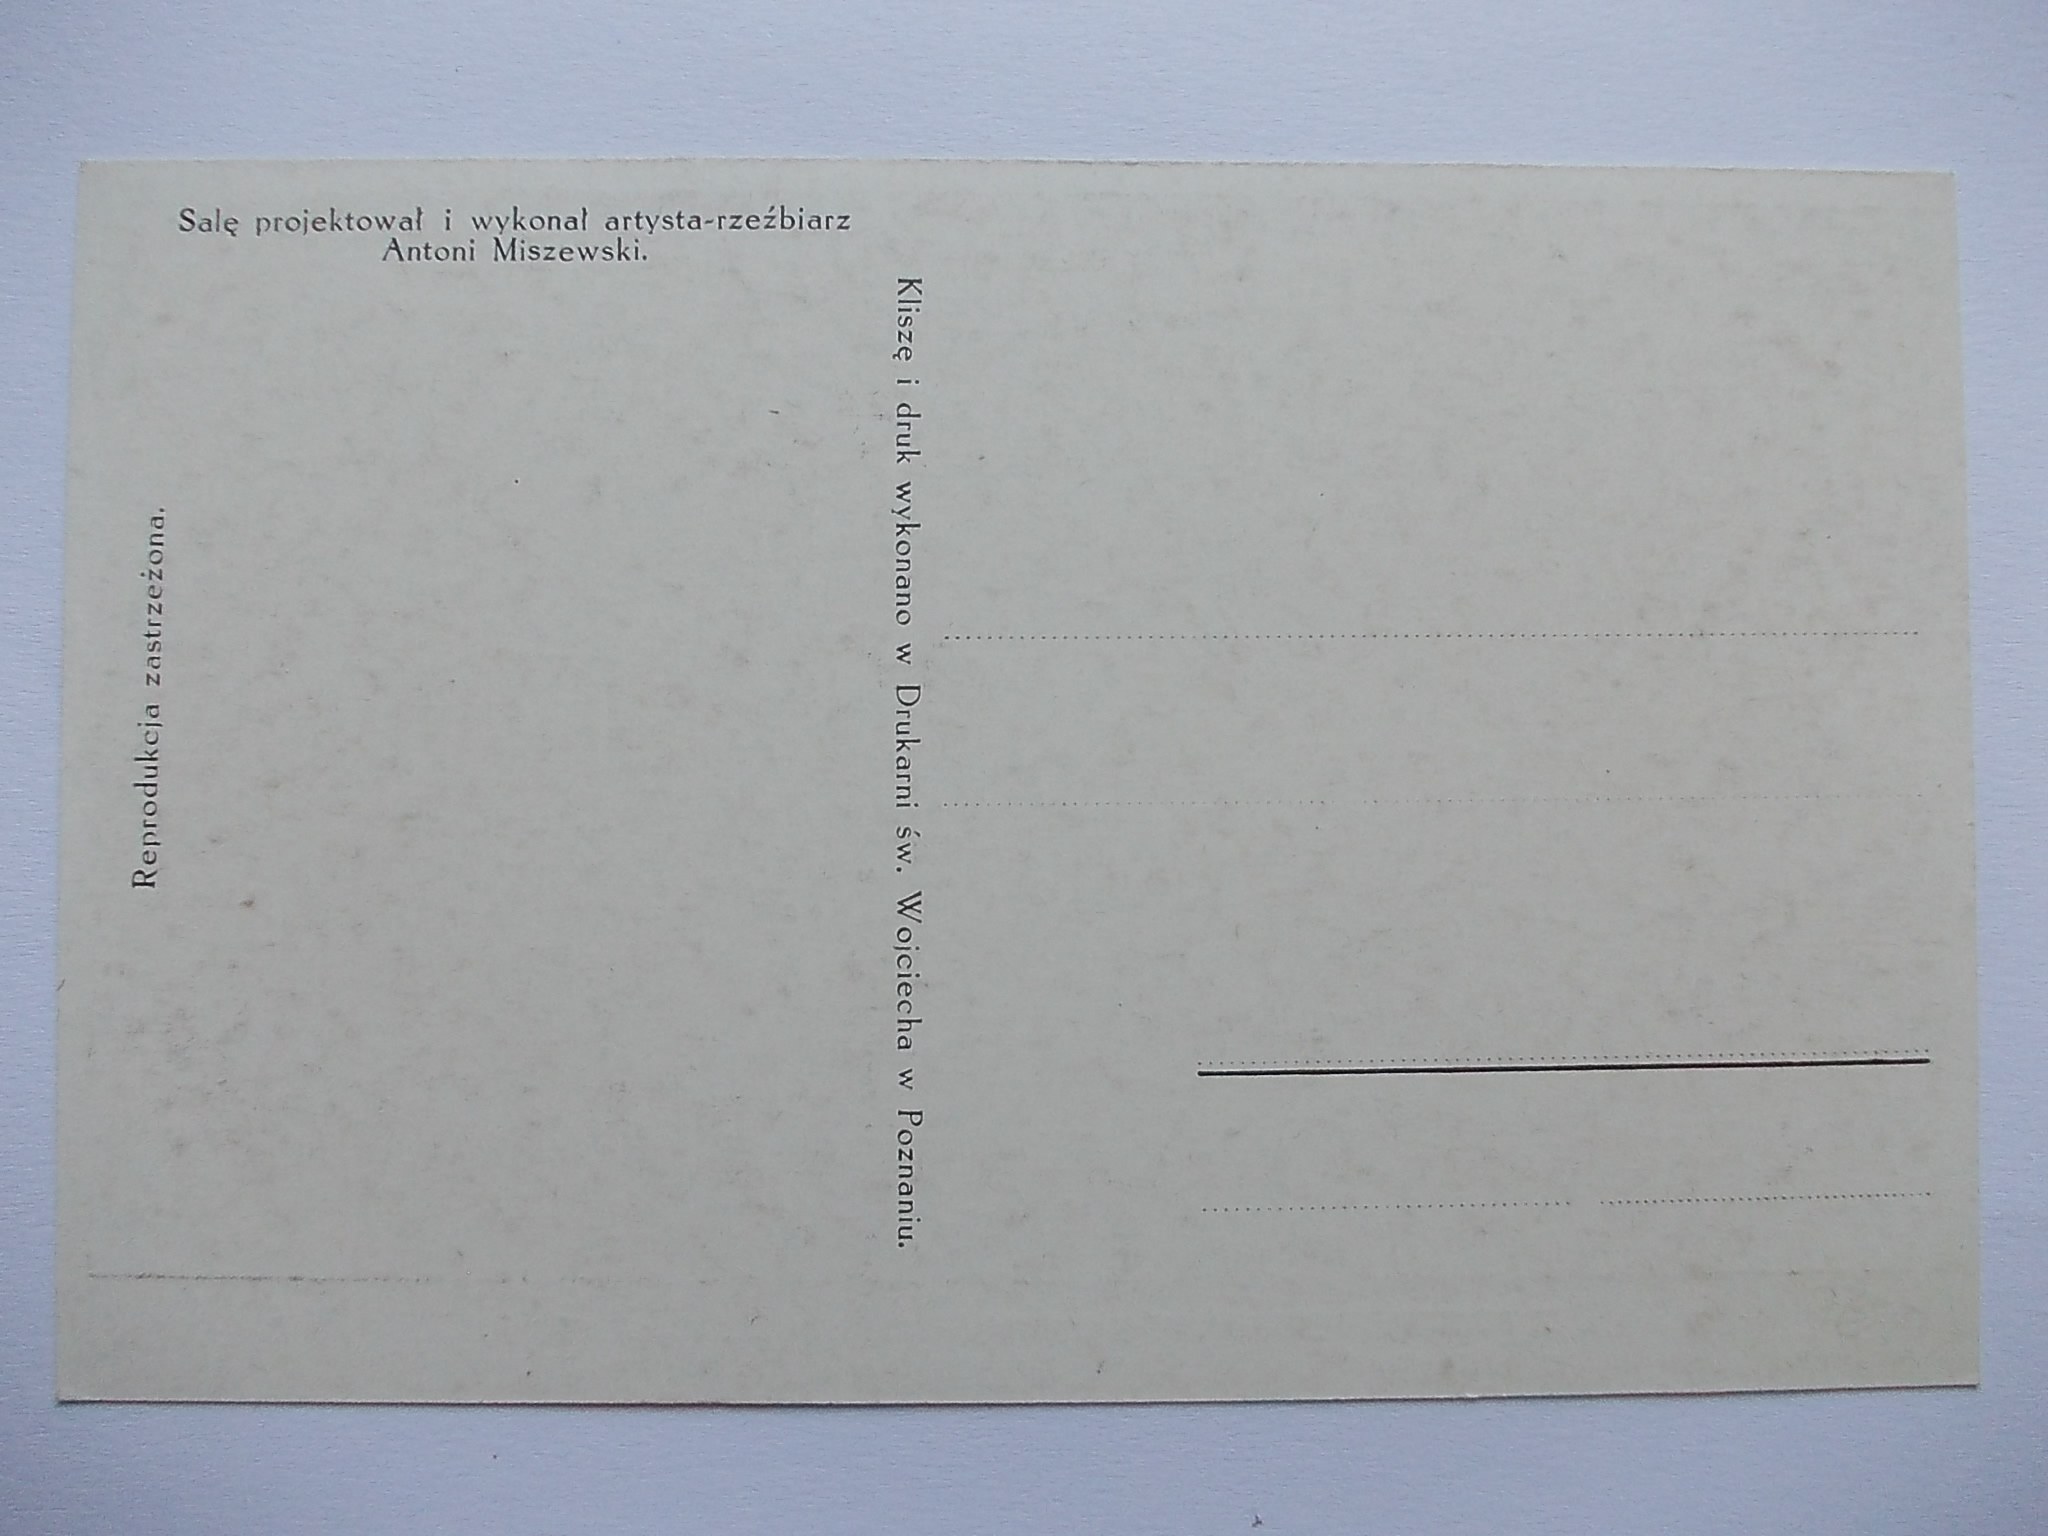 Salę projektował i wykonał artysta-rzeźbiarz
Antoni Miszewski.
Reprodukcja zastrzeżona.
Kliszę i druk wykonano w Drukarni św. Wojciecha w Poznaniu.